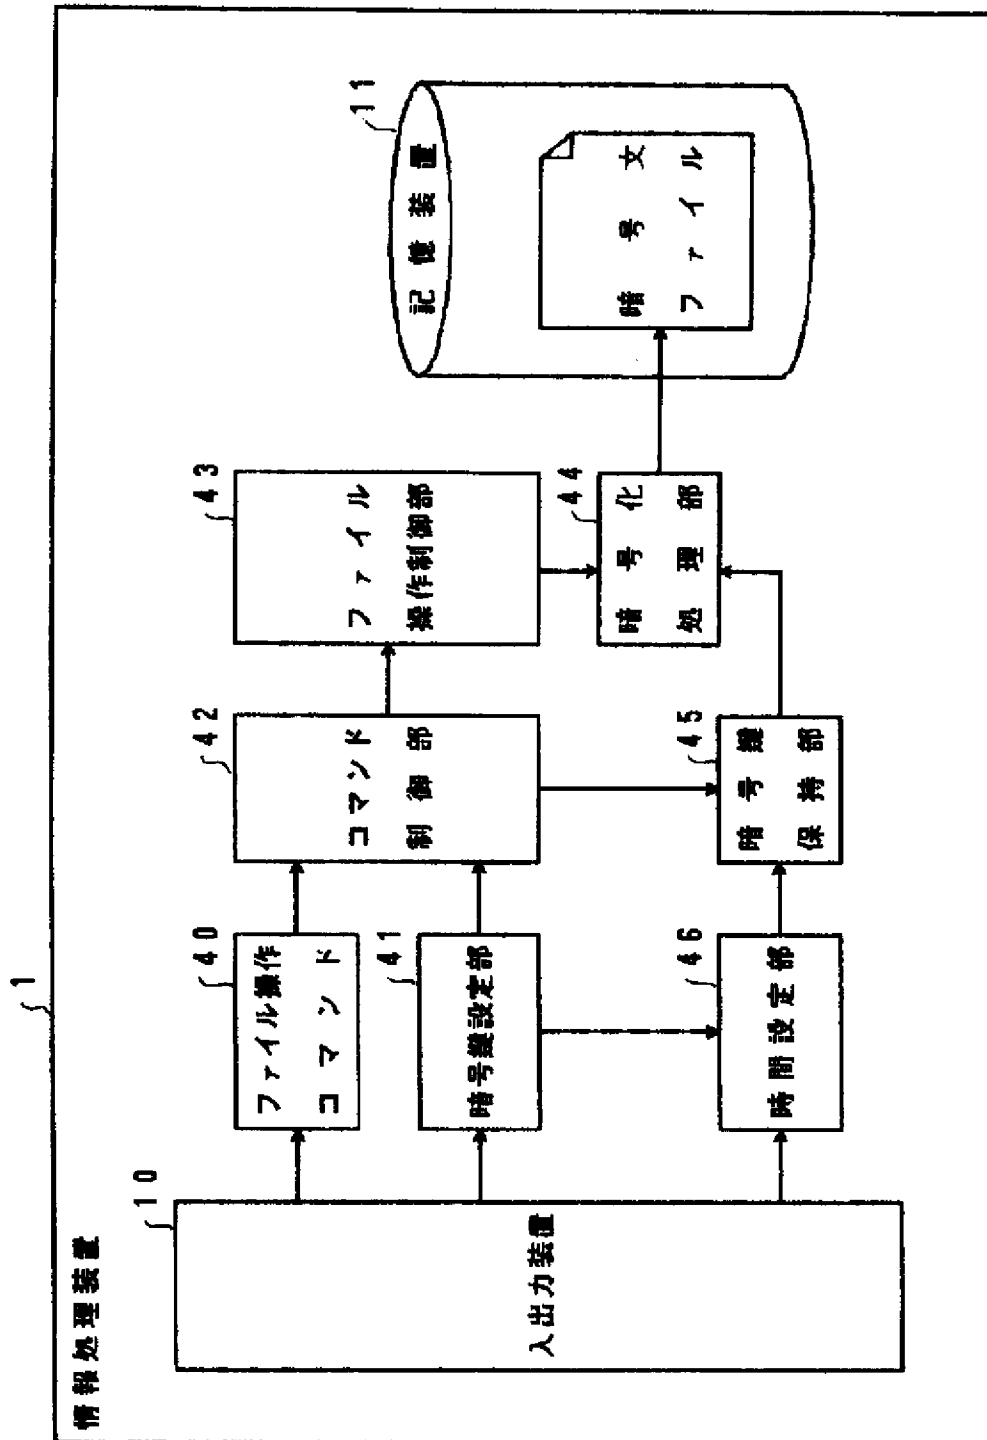 1
情報処理装置
10
入出力装置
40
ファイル操作
コマンド
41
暗号鍵設定部
46
時間設定部
42
コマンド
制御部
45
暗号鍵
保持部
43
ファイル
操作制御部
44
暗号化
処理部
11
記憶装置
暗号文
ファイル